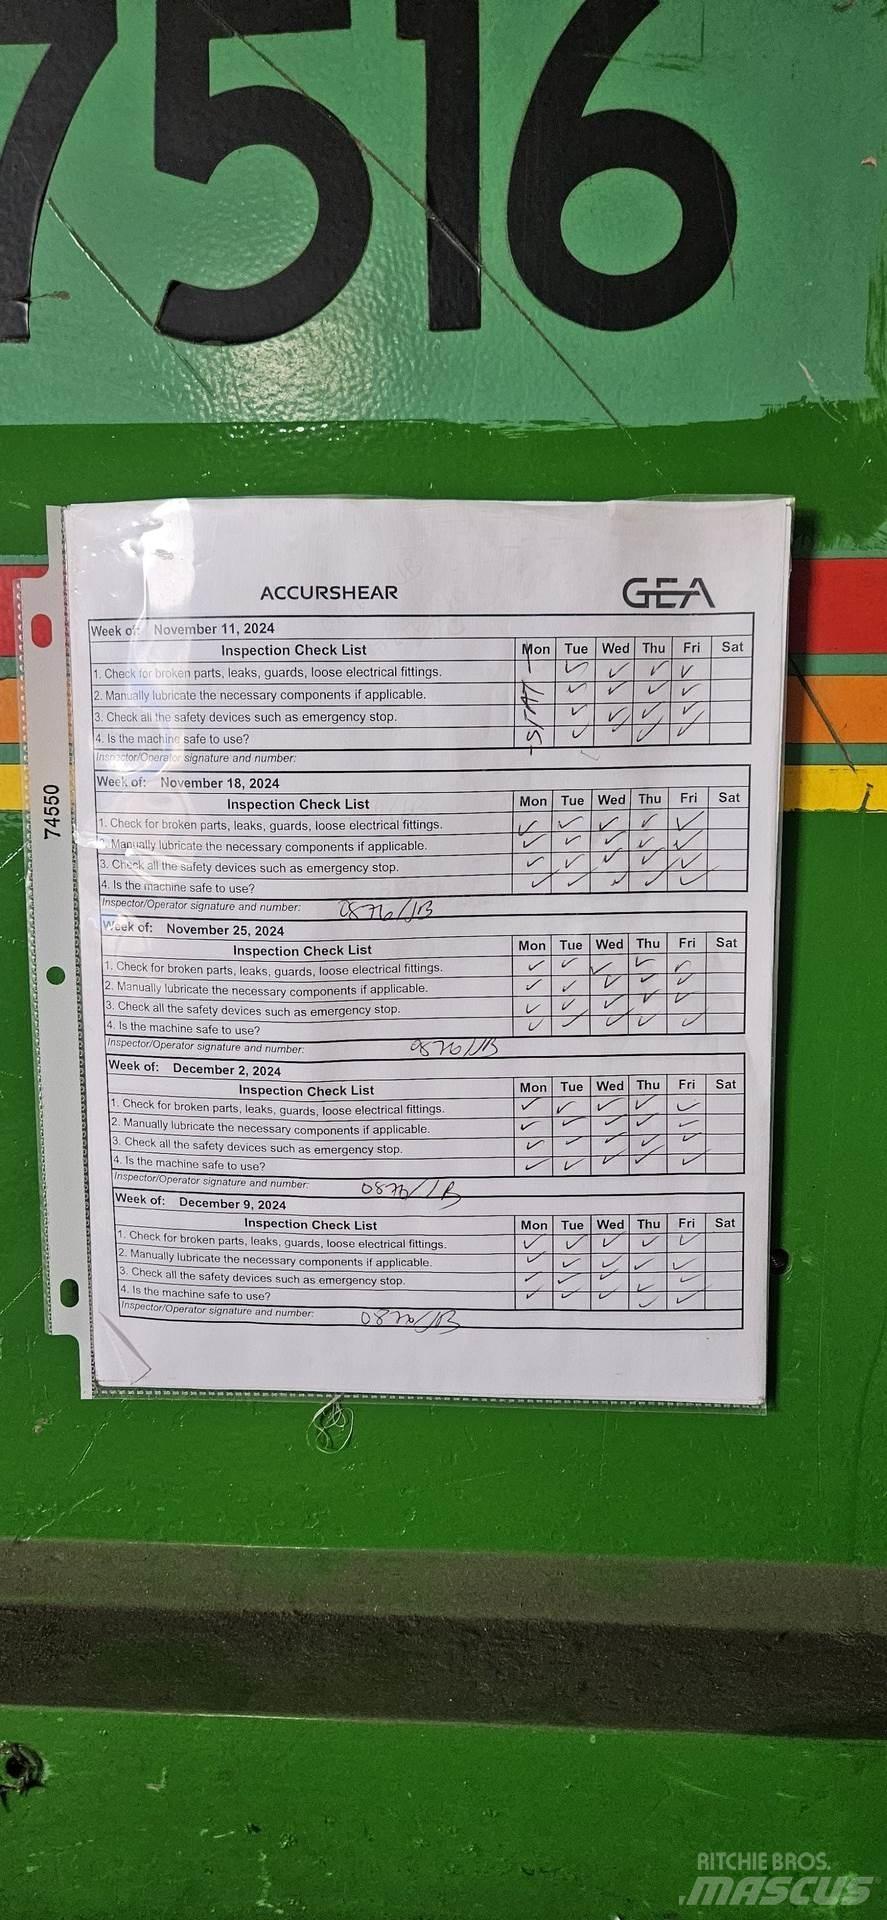 7516
74550
ACCURSHEAR GEA
Week of: November 11, 2024
Inspection Check List Mon Tue Wed Thu Fri Sat
1. Check for broken parts, leaks, guards, loose electrical fittings.
2. Manually lubricate the necessary components if applicable.
3. Check all the safety devices such as emergency stop.
4. Is the machine safe to use?
-STAT-
Inspector/Operator signature and number:
Week of: November 18, 2024
Inspection Check List Mon Tue Wed Thu Fri Sat
1. Check for broken parts, leaks, guards, loose electrical fittings.
2. Manually lubricate the necessary components if applicable.
3. Check all the safety devices such as emergency stop.
4. Is the machine safe to use?
Inspector/Operator signature and number: 0876/JB
Week of: November 25, 2024
Inspection Check List Mon Tue Wed Thu Fri Sat
1. Check for broken parts, leaks, guards, loose electrical fittings.
2. Manually lubricate the necessary components if applicable.
3. Check all the safety devices such as emergency stop.
4. Is the machine safe to use?
Inspector/Operator signature and number: 0876/JB
Week of: December 2, 2024
Inspection Check List Mon Tue Wed Thu Fri Sat
1. Check for broken parts, leaks, guards, loose electrical fittings.
2. Manually lubricate the necessary components if applicable.
3. Check all the safety devices such as emergency stop.
4. Is the machine safe to use?
Inspector/Operator signature and number: 0876/JB
Week of: December 9, 2024
Inspection Check List Mon Tue Wed Thu Fri Sat
1. Check for broken parts, leaks, guards, loose electrical fittings.
2. Manually lubricate the necessary components if applicable.
3. Check all the safety devices such as emergency stop.
4. Is the machine safe to use?
Inspector/Operator signature and number: 0876/JB
RITCHIE BROS.
MASCUS